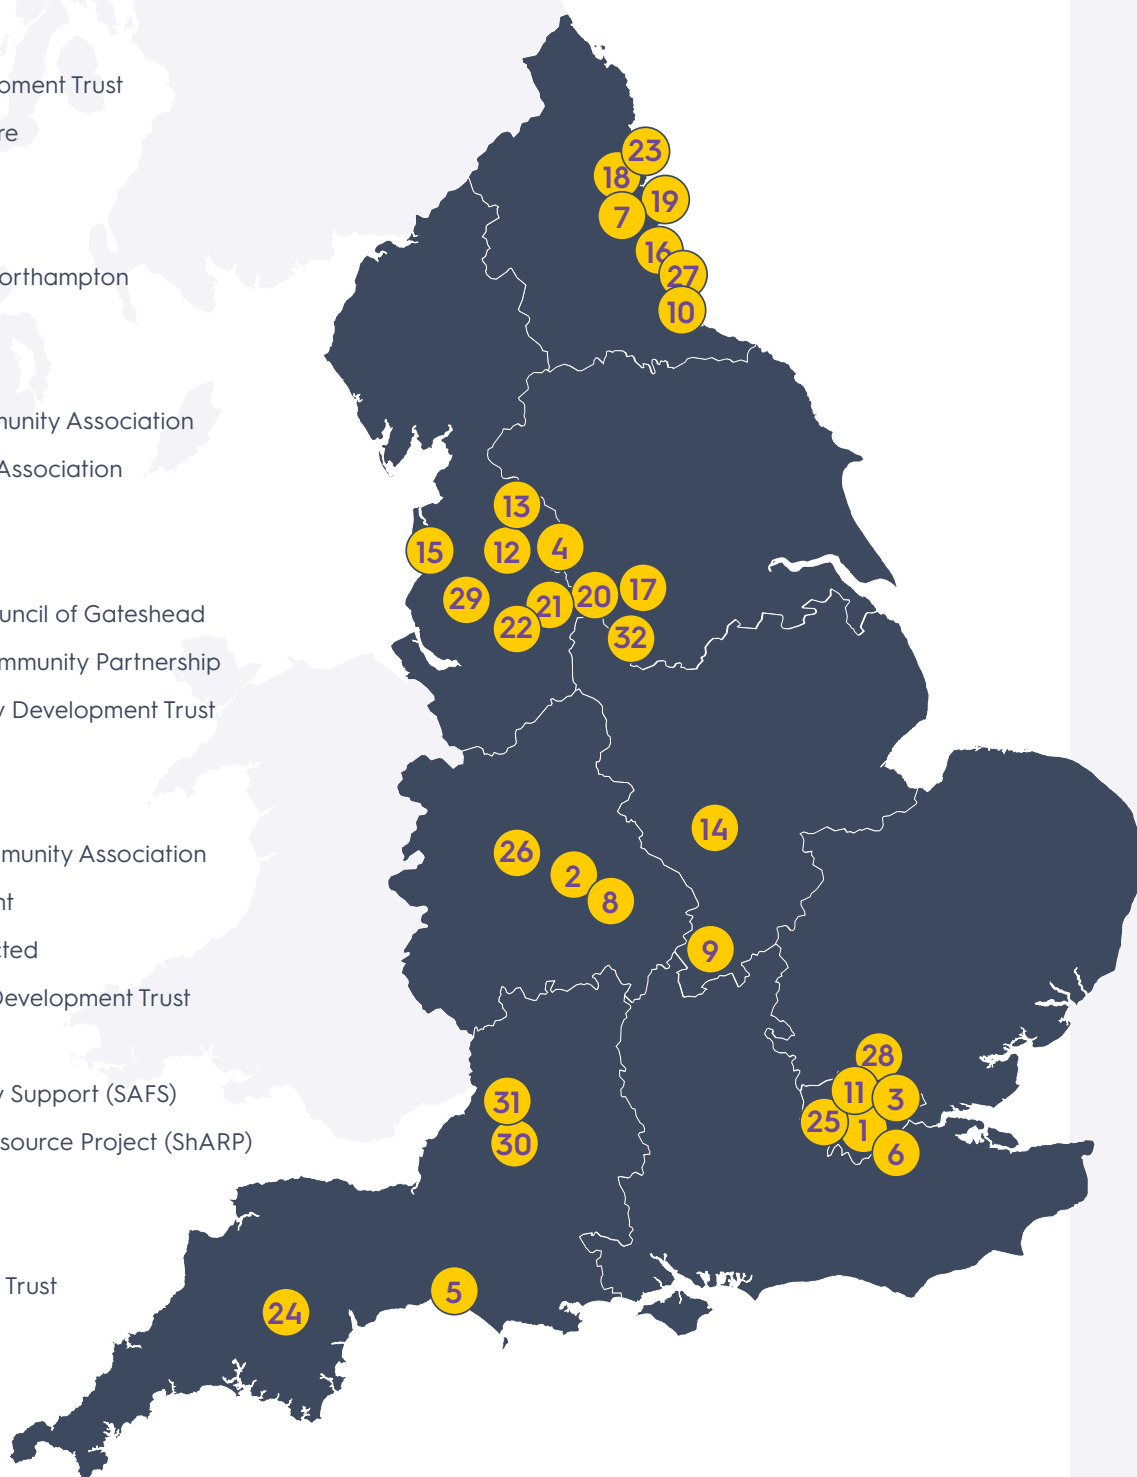 oment Trust
re
orthampton
unity Association
Association
uncil of Gateshead
mmunity Partnership
y Development Trust
munity Association
nt
cted
Development Trust
y Support (SAFS)
source Project (ShARP)
Trust
23
18
19
7
16
27
10
13
15
12
4
29
21
20
17
22
32
14
26
2
8
9
28
11
3
31
25
1
30
6
5
24